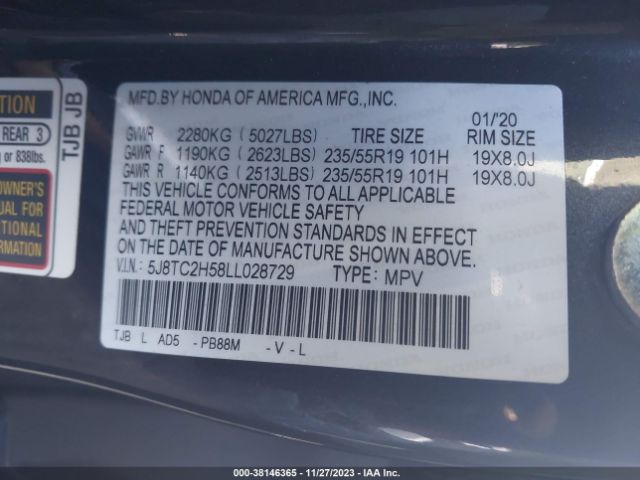 TION
REAR 3
g or 838lbs.
TJB JB
OWNER'S
UAL FOR
TIONAL
ORMATION
MFD.BY HONDA OF AMERICA MFG.,INC.
01/'20
GVWR 2280KG (5027LBS) TIRE SIZE RIM SIZE
GAWR F 1190KG (2623LBS) 235/55R19 101H 19X8.0J
GAWR R 1140KG (2513LBS) 235/55R19 101H 19X8.0J
THIS VEHICLE CONFORMS TO ALL APPLICABLE
FEDERAL MOTOR VEHICLE SAFETY
AND THEFT PREVENTION STANDARDS IN EFFECT
ON THE DATE OF MANUFACTURE SHOWN ABOVE.
V.I.N.: 5J8TC2H58LL028729 TYPE: MPV
TJB L AD5 - PB88M - V - L
000-38146365 - 11/27/2023 - IAA Inc.